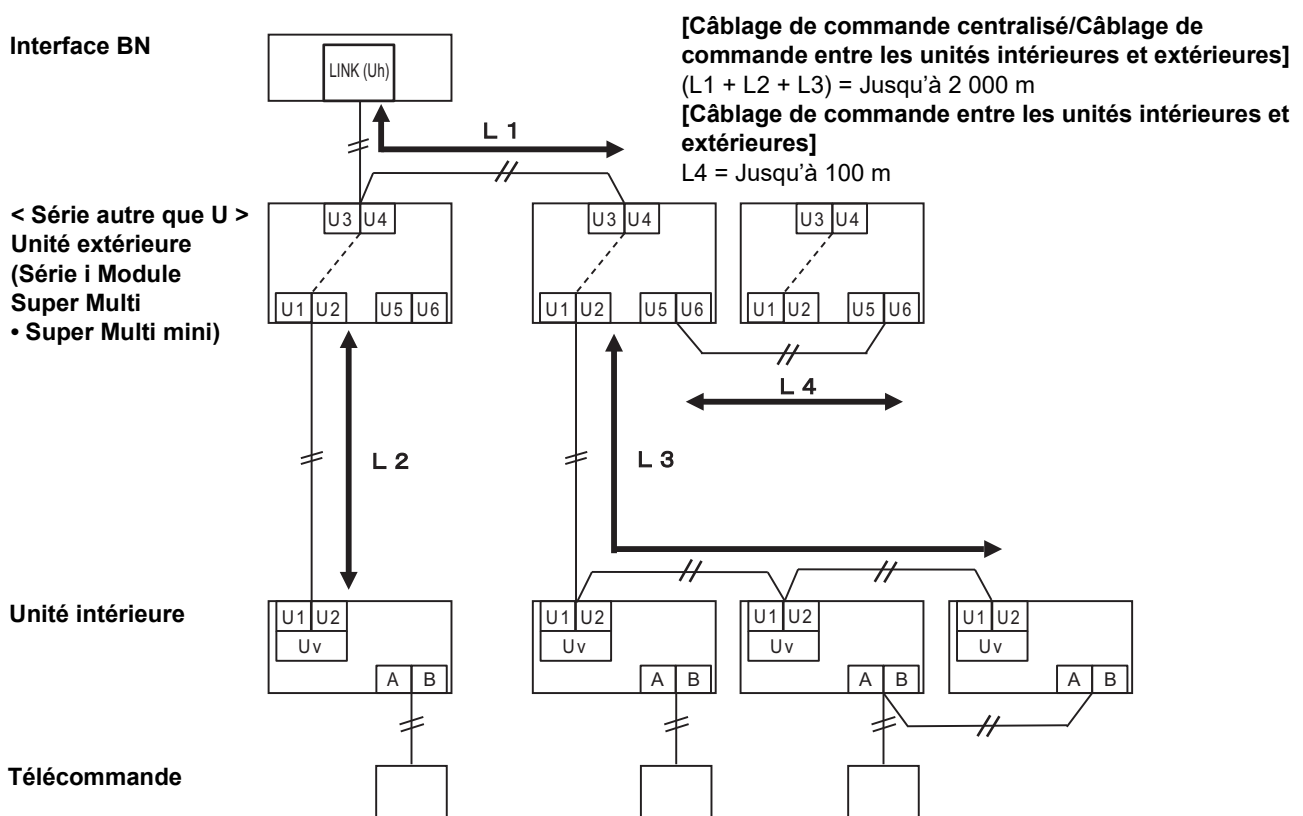 Interface BN
LINK (Uh)
[Câblage de commande centralisé/Câblage de
commande entre les unités intérieures et extérieures]
(L1 + L2 + L3) = Jusqu'à 2 000 m
[Câblage de commande entre les unités intérieures et
extérieures]
L4 = Jusqu'à 100 m
L 1
< Série autre que U >
Unité extérieure
(Série i Module
Super Multi
• Super Multi mini)
U3 U4
U3 U4
U3 U4
U1 U2 U5 U6
U1 U2 U5 U6
U1 U2 U5 U6
L 4
L 2
L 3
Unité intérieure
U1 U2
Uv
A B
U1 U2
Uv
A B
U1 U2
Uv
A B
U1 U2
Uv
A B
Télécommande